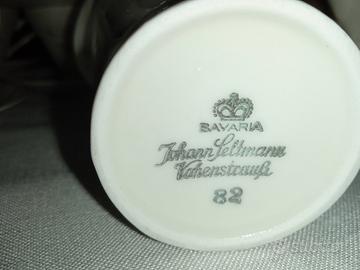 BAVARIA
Johann Seltmann
Vohenstrauß
82